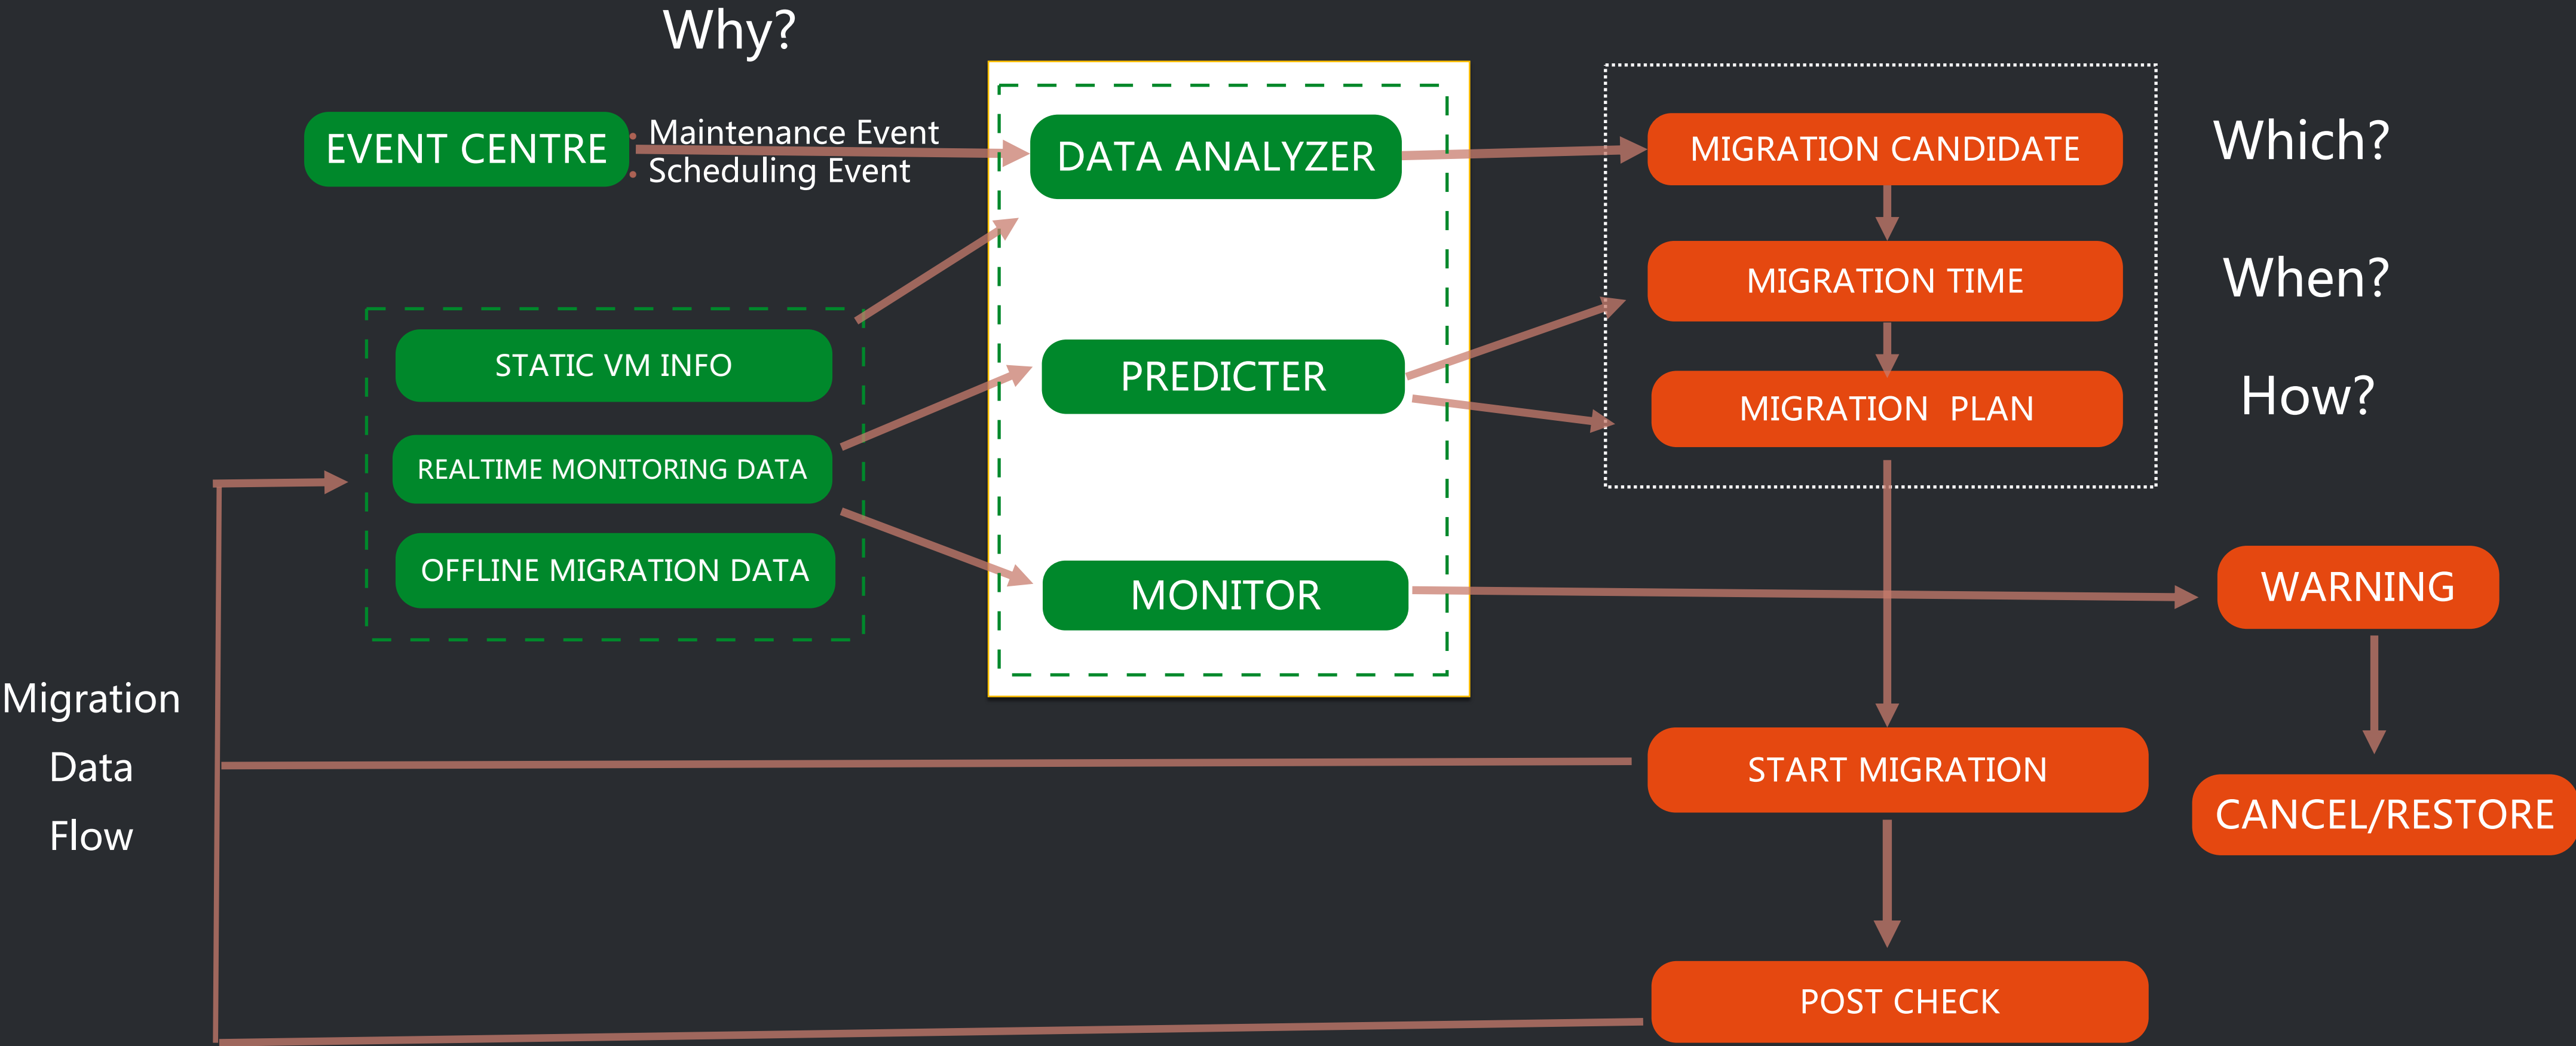 Why?
EVENT CENTRE
• Maintenance Event
• Scheduling Event
DATA ANALYZER
MIGRATION CANDIDATE
Which?
MIGRATION TIME
When?
STATIC VM INFO
PREDICTER
MIGRATION PLAN
How?
REALTIME MONITORING DATA
OFFLINE MIGRATION DATA
MONITOR
WARNING
Migration
Data
Flow
START MIGRATION
CANCEL/RESTORE
POST CHECK